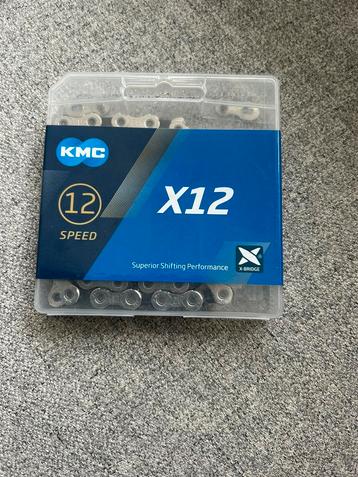 KMC
12
SPEED
X12
Superior Shifting Performance
X-BRIDGE